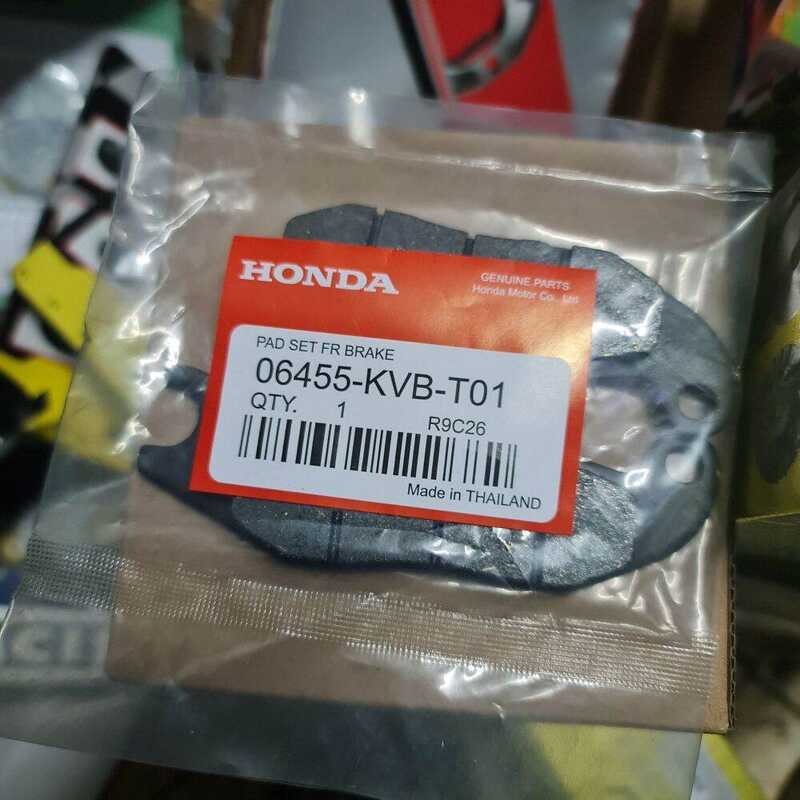 HONDA
GENUINE PARTS
Honda Motor Co., Ltd
PAD SET FR BRAKE
06455-KVB-T01
QTY. 1 R9C26
Made in THAILAND